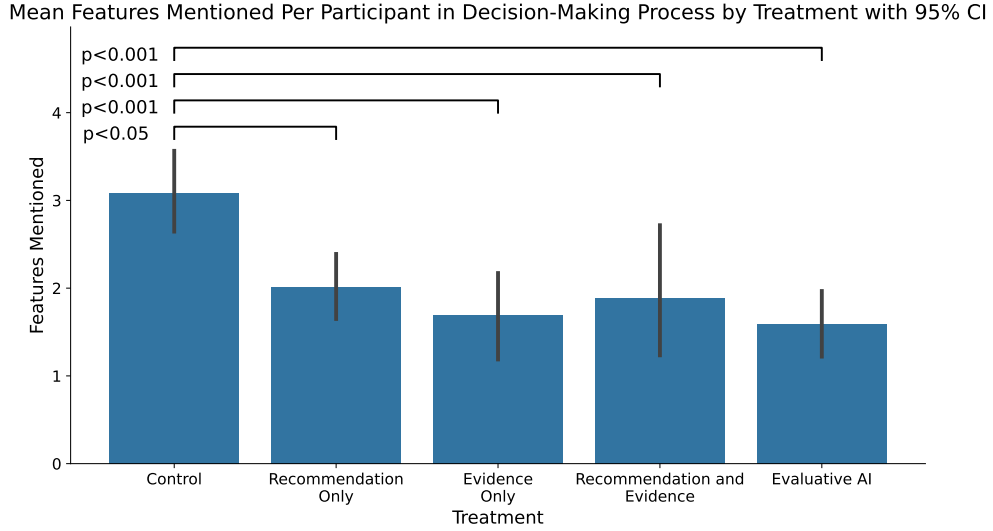 Mean Features Mentioned Per Participant in Decision-Making Process by Treatment with 95% CI
p<0.001
p<0.001
p<0.001
p<0.05
Features Mentioned
4
3
2
1
0
Control
Recommendation
Only
Evidence
Only
Recommendation and
Evidence
Evaluative AI
Treatment